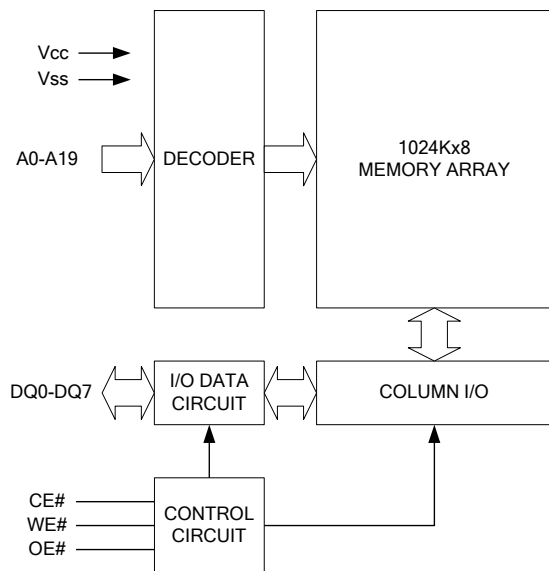 Vcc
Vss
A0-A19
DECODER
1024Kx8
MEMORY ARRAY
DQ0-DQ7
I/O DATA
CIRCUIT
COLUMN I/O
CE#
WE#
OE#
CONTROL
CIRCUIT